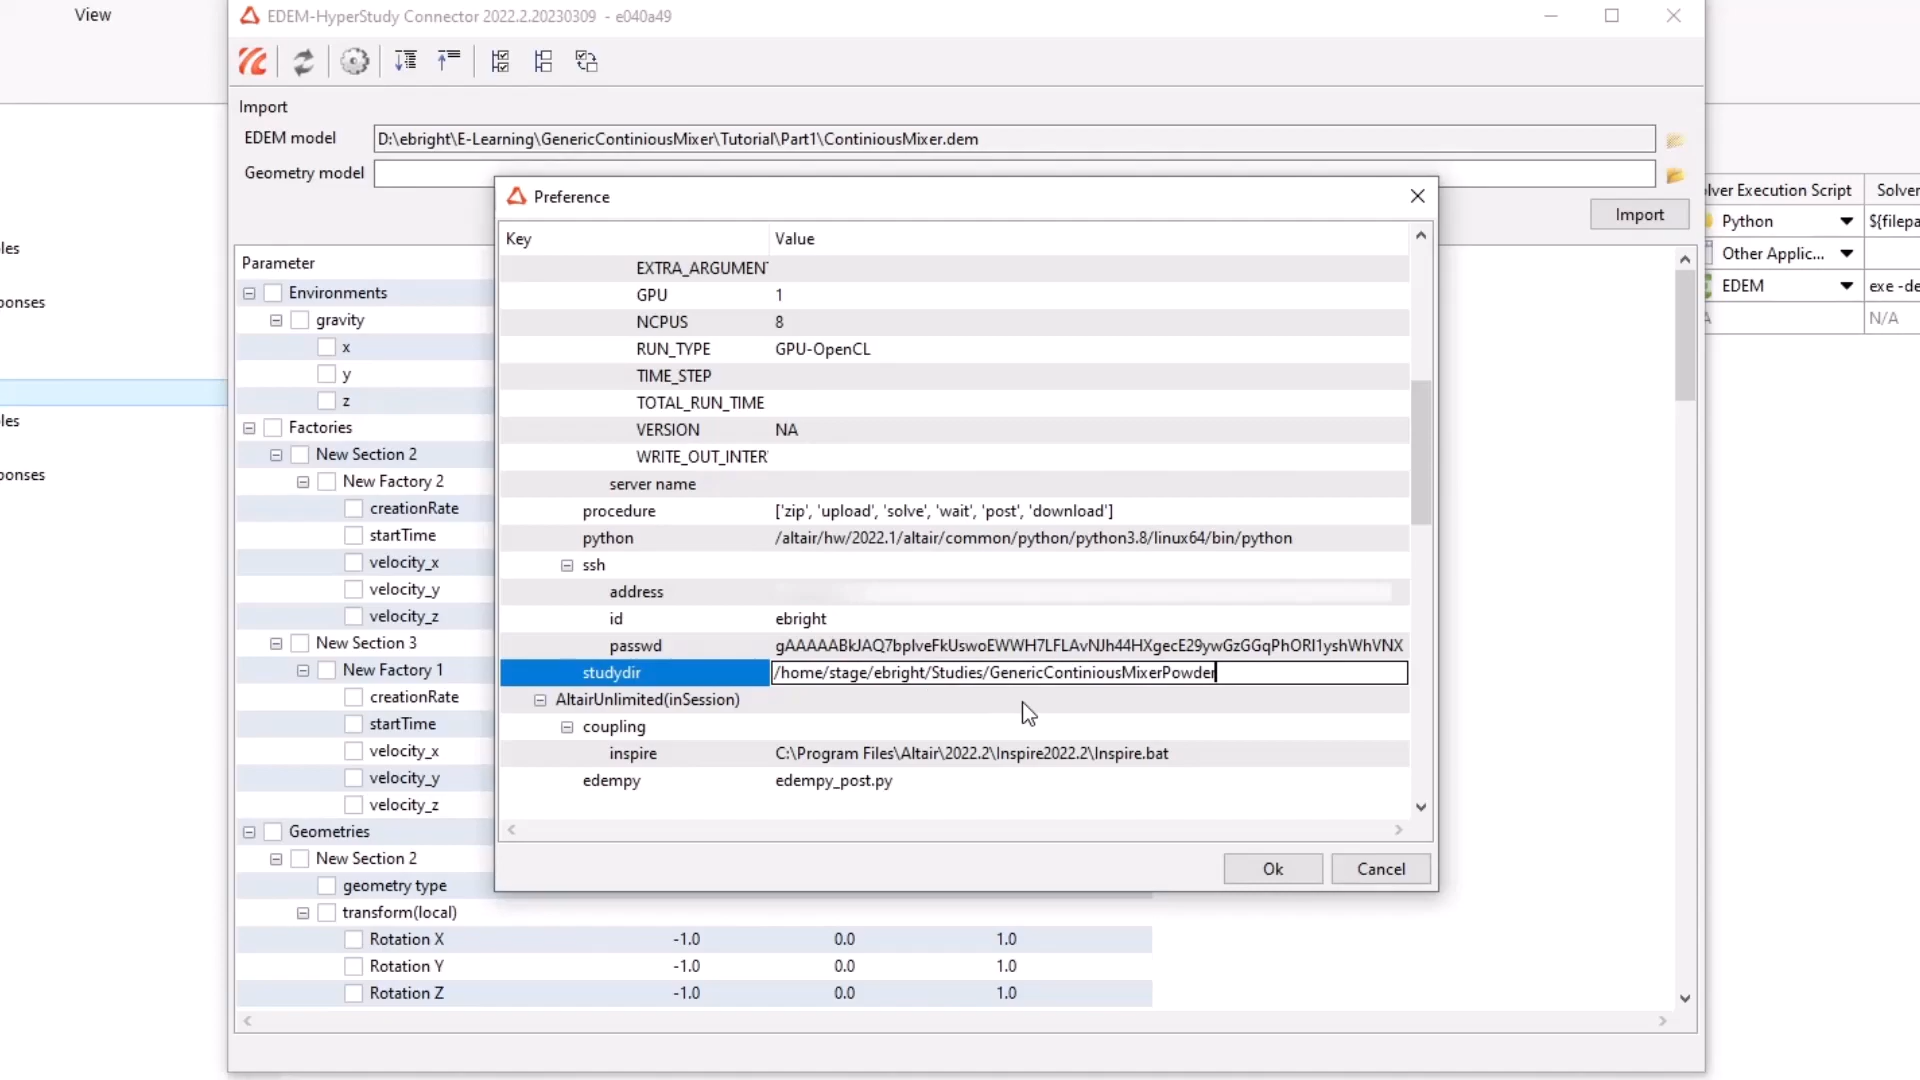 View
EDEM-HyperStudy Connector 2022.2.20230309 - e040a49
Import
EDEM model D:\ebright\E-Learning\GenericContiniousMixer\Tutorial\Part1\ContiniousMixer.dem
Geometry model
Import
Parameter
Environments
gravity
x
y
z
Factories
New Section 2
New Factory 2
creationRate
startTime
velocity_x
velocity_y
velocity_z
New Section 3
New Factory 1
creationRate
startTime
velocity_x
velocity_y
velocity_z
Geometries
New Section 2
geometry type
transform(local)
Rotation X -1.0 0.0 1.0
Rotation Y -1.0 0.0 1.0
Rotation Z -1.0 0.0 1.0
Preference
Key Value
EXTRA_ARGUMEN
GPU 1
NCPUS 8
RUN_TYPE GPU-OpenCL
TIME_STEP
TOTAL_RUN_TIME
VERSION NA
WRITE_OUT_INTER
server name
procedure ['zip', 'upload', 'solve', 'wait', 'post', 'download']
python /altair/hw/2022.1/altair/common/python/python3.8/linux64/bin/python
ssh
address
id ebright
passwd
studydir /home/stage/ebright/Studies/GenericContiniousMixerPowder
AltairUnlimited(inSession)
coupling
inspire C:\Program Files\Altair\2022.2\Inspire2022.2\Inspire.bat
edempy edempy_post.py
Ok Cancel
les
ponses
les
ponses
lver Execution Script Solver
Python ${filepa
Other Applic...
EDEM exe -de
N/A